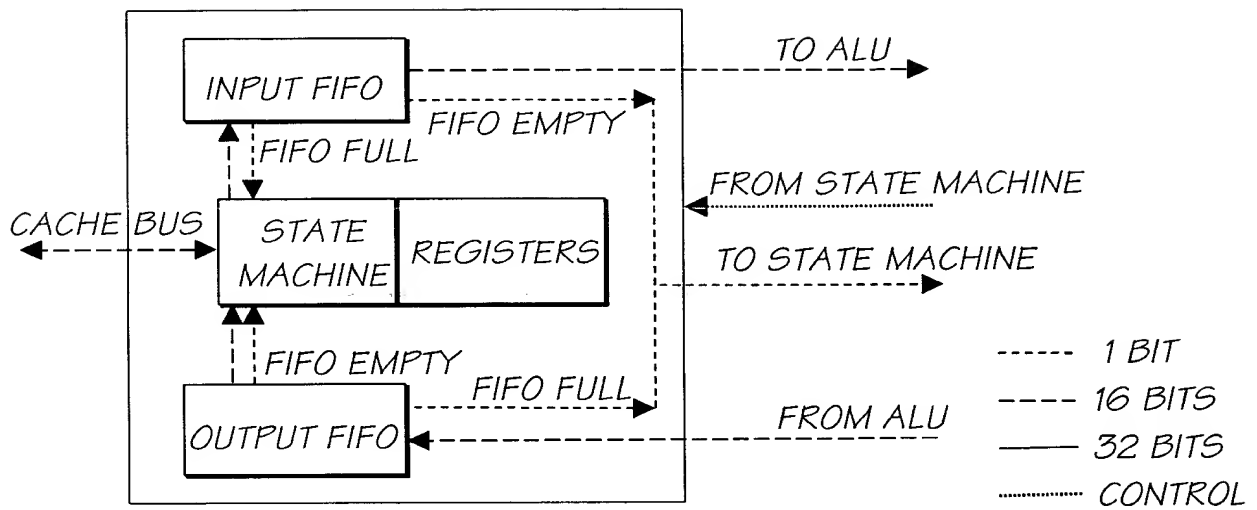 TO ALU
INPUT FIFO
FIFO EMPTY
FIFO FULL
FROM STATE MACHINE
CACHE BUS
STATE
MACHINE
REGISTERS
TO STATE MACHINE
FIFO EMPTY
FIFO FULL
OUTPUT FIFO
FROM ALU
1 BIT
16 BITS
32 BITS
CONTROL